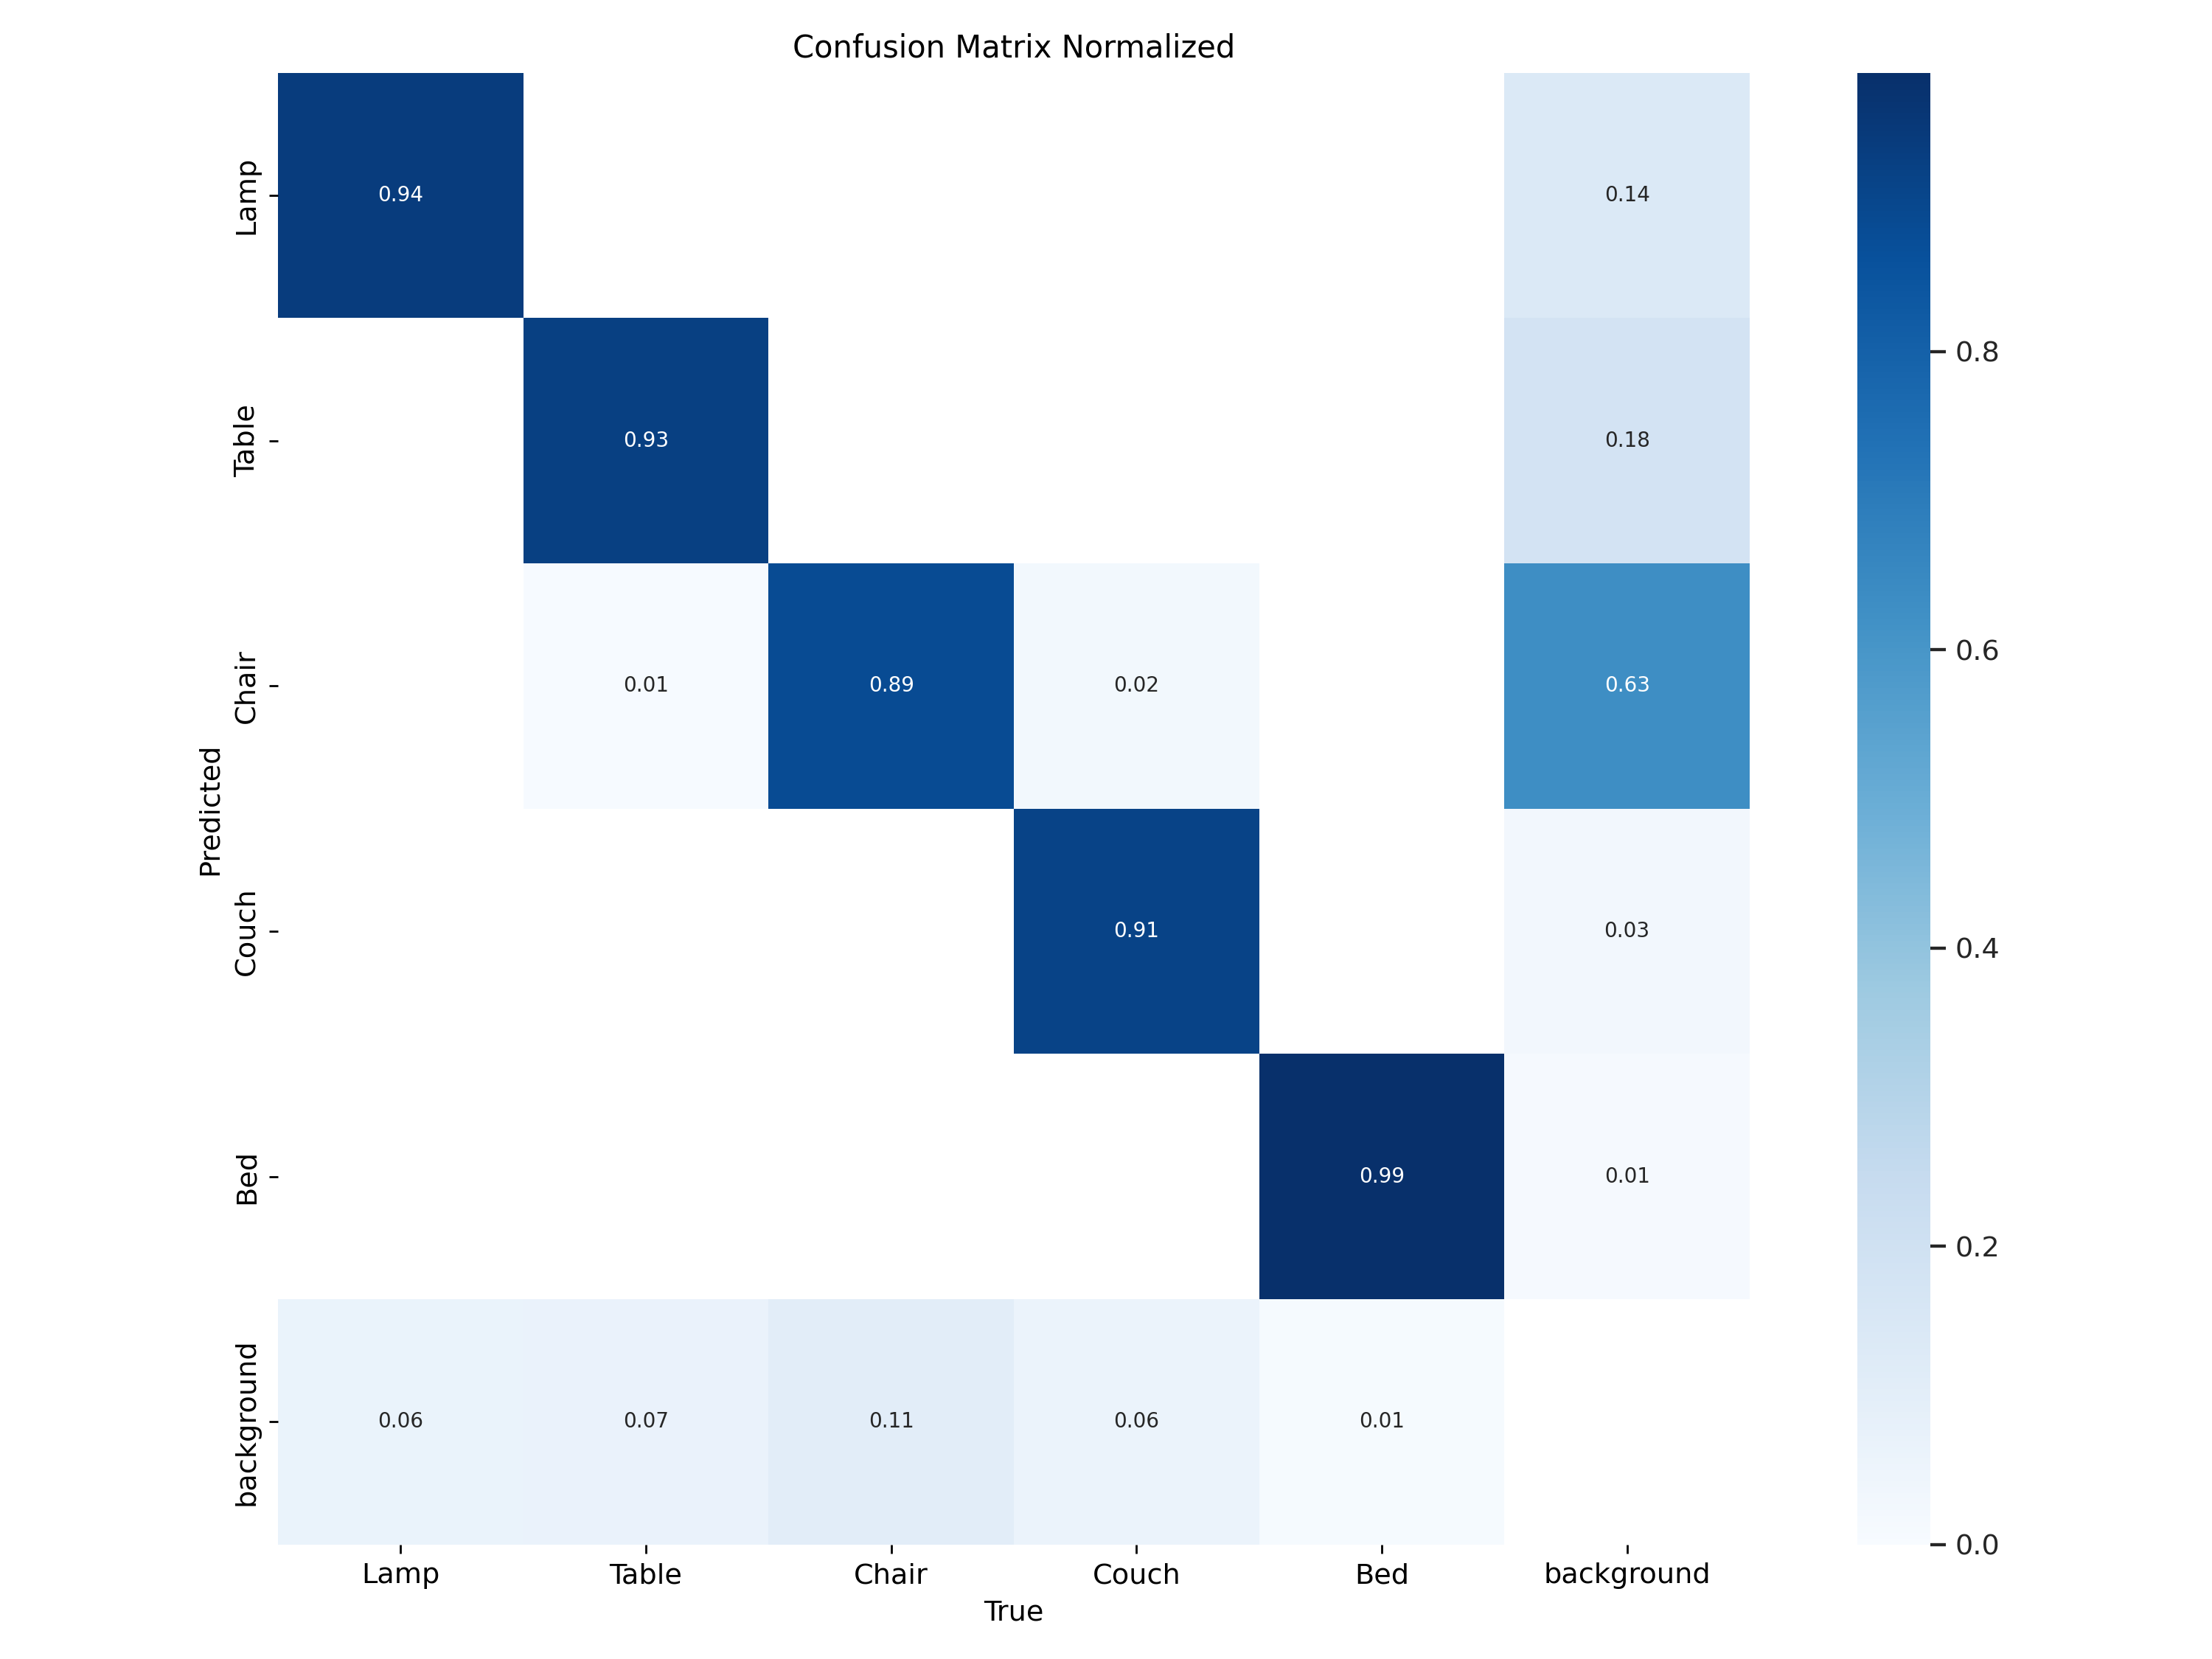 Confusion Matrix Normalized
Lamp
0.94
0.14
0.8
Table
0.93
0.18
0.6
Chair
0.01
0.89
0.02
0.63
Predicted
Couch
0.91
0.03
0.4
Bed
0.99
0.01
0.2
background
0.06
0.07
0.11
0.06
0.01
0.0
Lamp Table Chair Couch Bed background
True